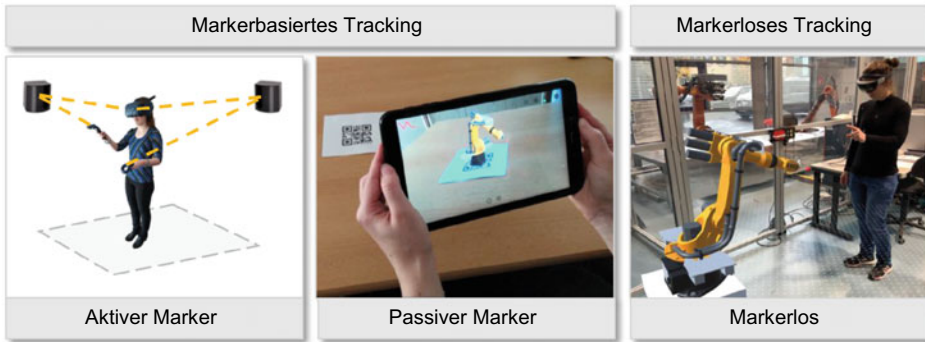 Markerbasiertes Tracking
Markerloses Tracking
Aktiver Marker
Passiver Marker
Markerlos